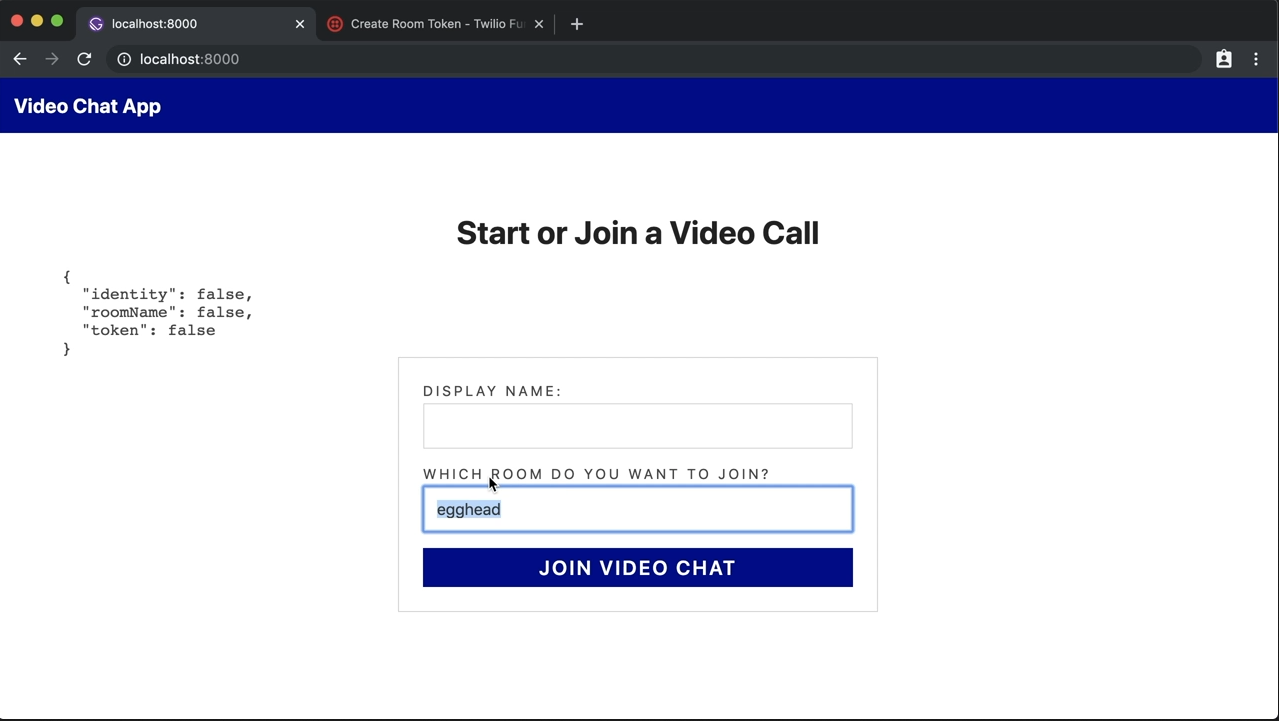 localhost:8000
Create Room Token - Twilio Fu
localhost:8000
Video Chat App
Start or Join a Video Call
{
"identity": false,
"roomName": false,
"token": false
}
DISPLAY NAME:
WHICH ROOM DO YOU WANT TO JOIN?
egghead
JOIN VIDEO CHAT